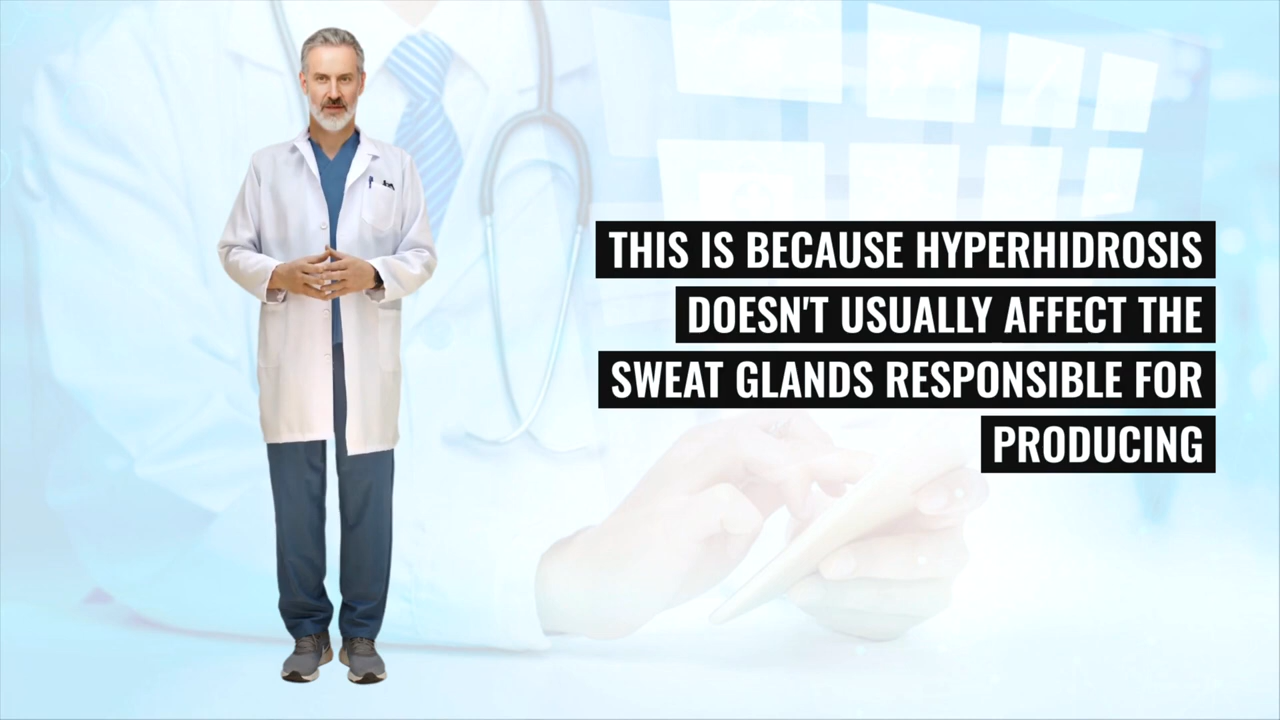 THIS IS BECAUSE HYPERHIDROSIS
DOESN'T USUALLY AFFECT THE
SWEAT GLANDS RESPONSIBLE FOR
PRODUCING